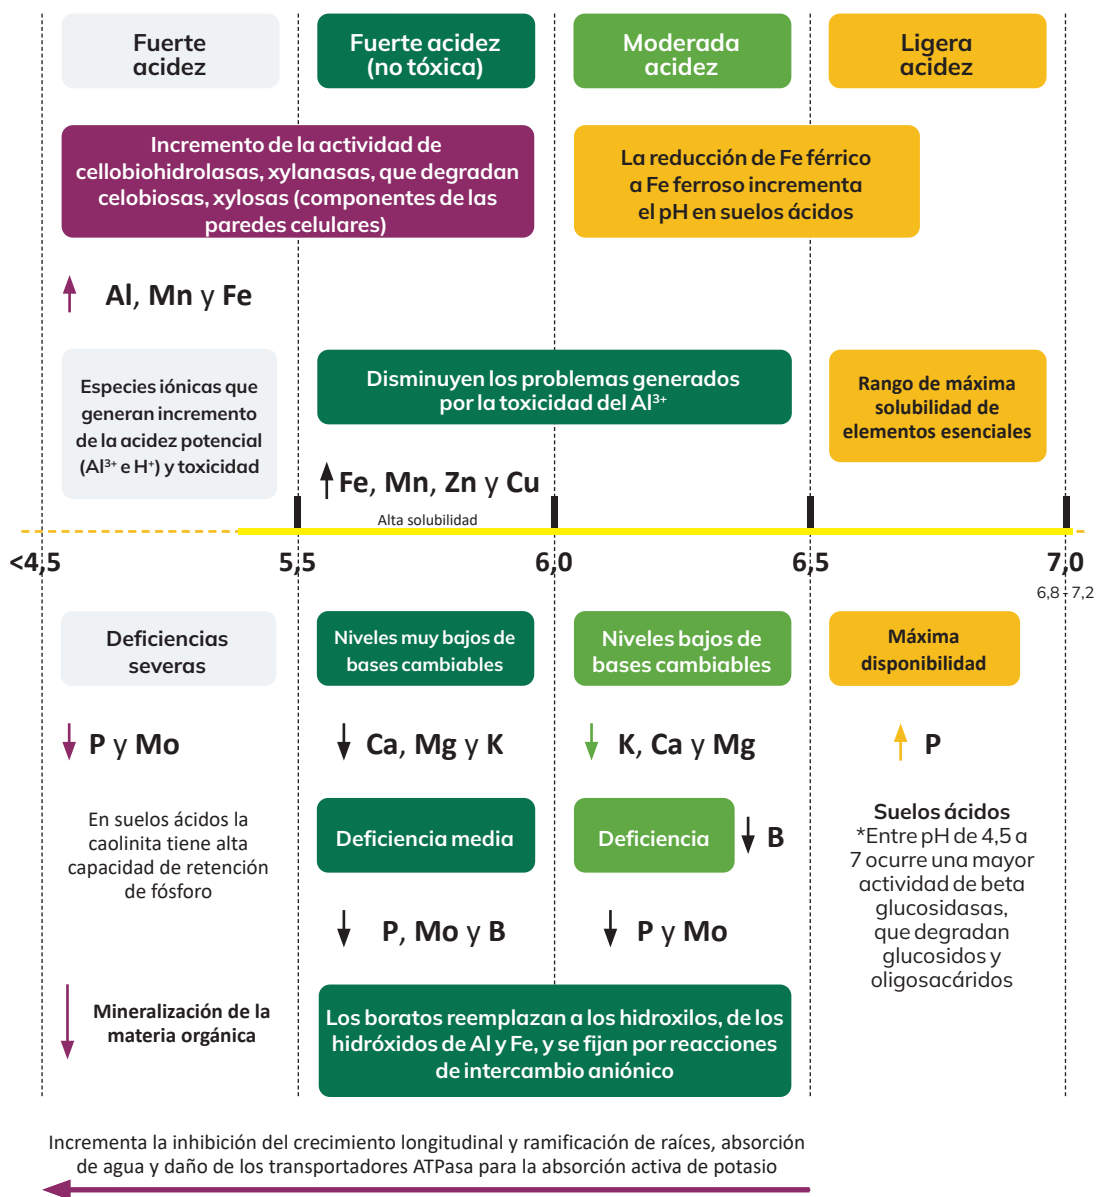 Fuerte
acidez
Fuerte acidez
(no tóxica)
Moderada
acidez
Ligera
acidez
Incremento de la actividad de
cellobiohidrolasas, xylanasas, que degradan
celobiosas, xylosas (componentes de las
paredes celulares)
La reducción de Fe férrico
a Fe ferroso incrementa
el pH en suelos ácidos
Al, Mn y Fe
Especies iónicas que
generan incremento
de la acidez potencial
(Al³⁺ e H⁺) y toxicidad
Disminuyen los problemas generados
por la toxicidad del Al³⁺
Rango de máxima
solubilidad de
elementos esenciales
Fe, Mn, Zn y Cu
Alta solubilidad
<4,5
5,5
6,0
6,5
7,0
6,8 - 7,2
Deficiencias
severas
Niveles muy bajos de
bases cambiables
Niveles bajos de
bases cambiables
Máxima
disponibilidad
P y Mo
Ca, Mg y K
K, Ca y Mg
P
En suelos ácidos la
caolinita tiene alta
capacidad de retención
de fósforo
Deficiencia media
Deficiencia
B
Suelos ácidos
*Entre pH de 4,5 a
7 ocurre una mayor
actividad de beta
glucosidasas,
que degradan
glucosidos y
oligosacáridos
P, Mo y B
P y Mo
Mineralización de la
materia orgánica
Los boratos reemplazan a los hidroxilos, de los
hidróxidos de Al y Fe, y se fijan por reacciones
de intercambio aniónico
Incrementa la inhibición del crecimiento longitudinal y ramificación de raíces, absorción
de agua y daño de los transportadores ATPasa para la absorción activa de potasio